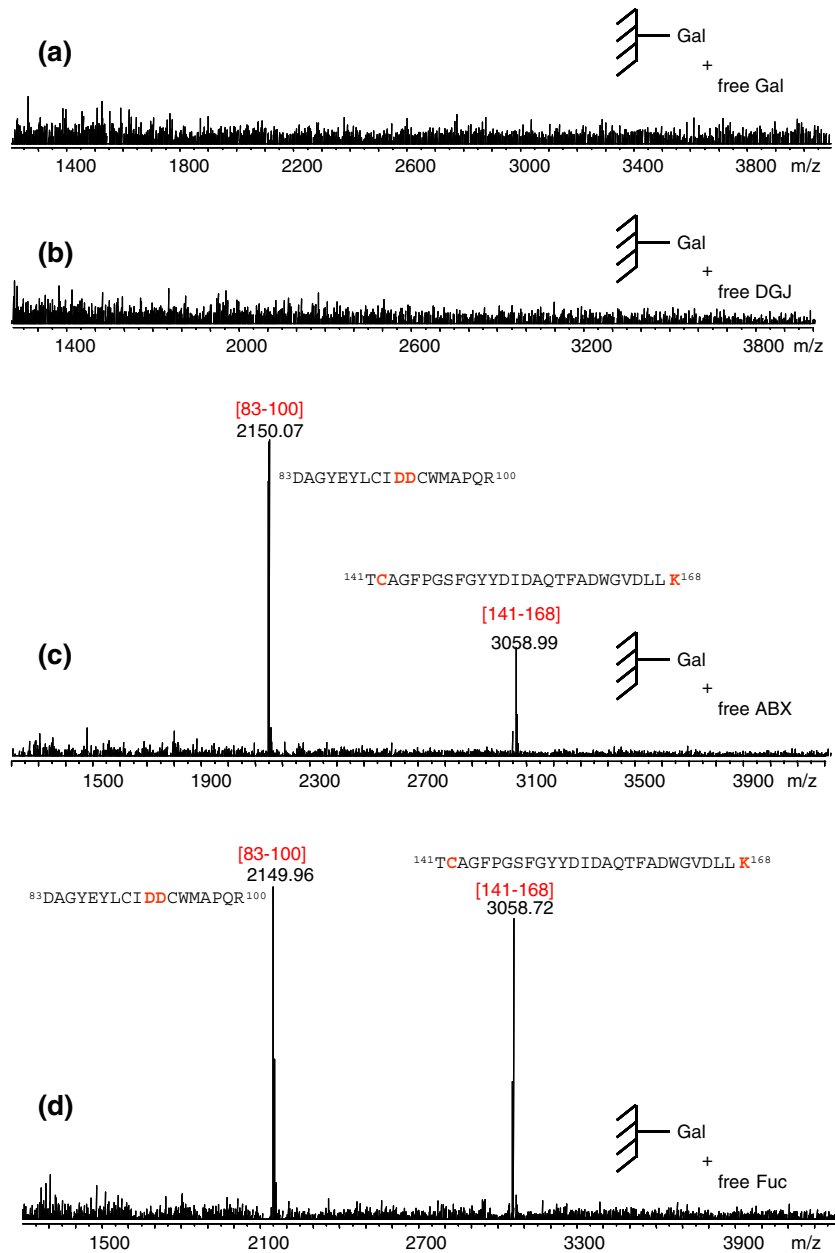 (a)
Gal
+
free Gal
1400 1800 2200 2600 3000 3400 3800 m/z
(b)
Gal
+
free DGJ
1400 2000 2600 3200 3800 m/z
[83-100]
2150.07
83DAGYEYLCIDDCWMAPQR100
141TCAGFPGSFGYYDIDAQTFADWGVDLLK168
[141-168]
3058.99
(c)
Gal
+
free ABX
1500 1900 2300 2700 3100 3500 3900 m/z
[83-100]
2149.96
141TCAGFPGSFGYYDIDAQTFADWGVDLLK168
83DAGYEYLCIDDCWMAPQR100
[141-168]
3058.72
(d)
Gal
+
free Fuc
1500 2100 2700 3300 3900 m/z